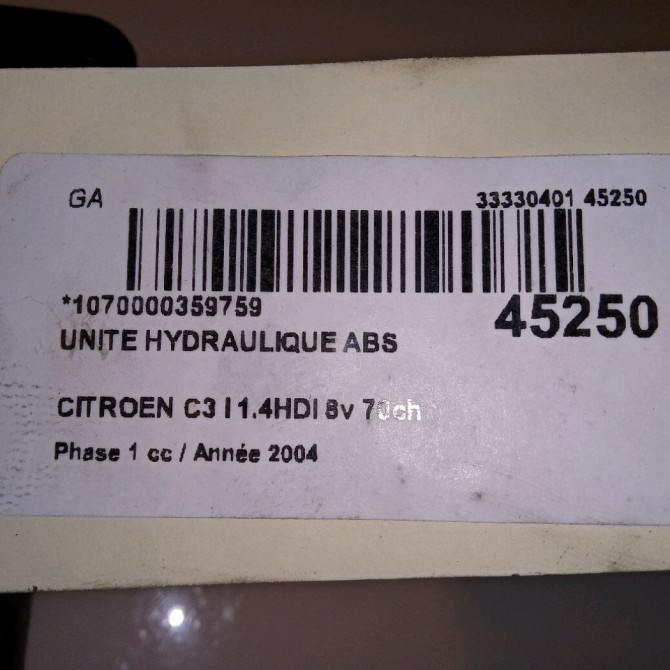 GA 33330401 45250
*1070000359759
45250
UNITE HYDRAULIQUE ABS
CITROEN C3 I 1.4HDI 8v 70ch
Phase 1 cc / Année 2004